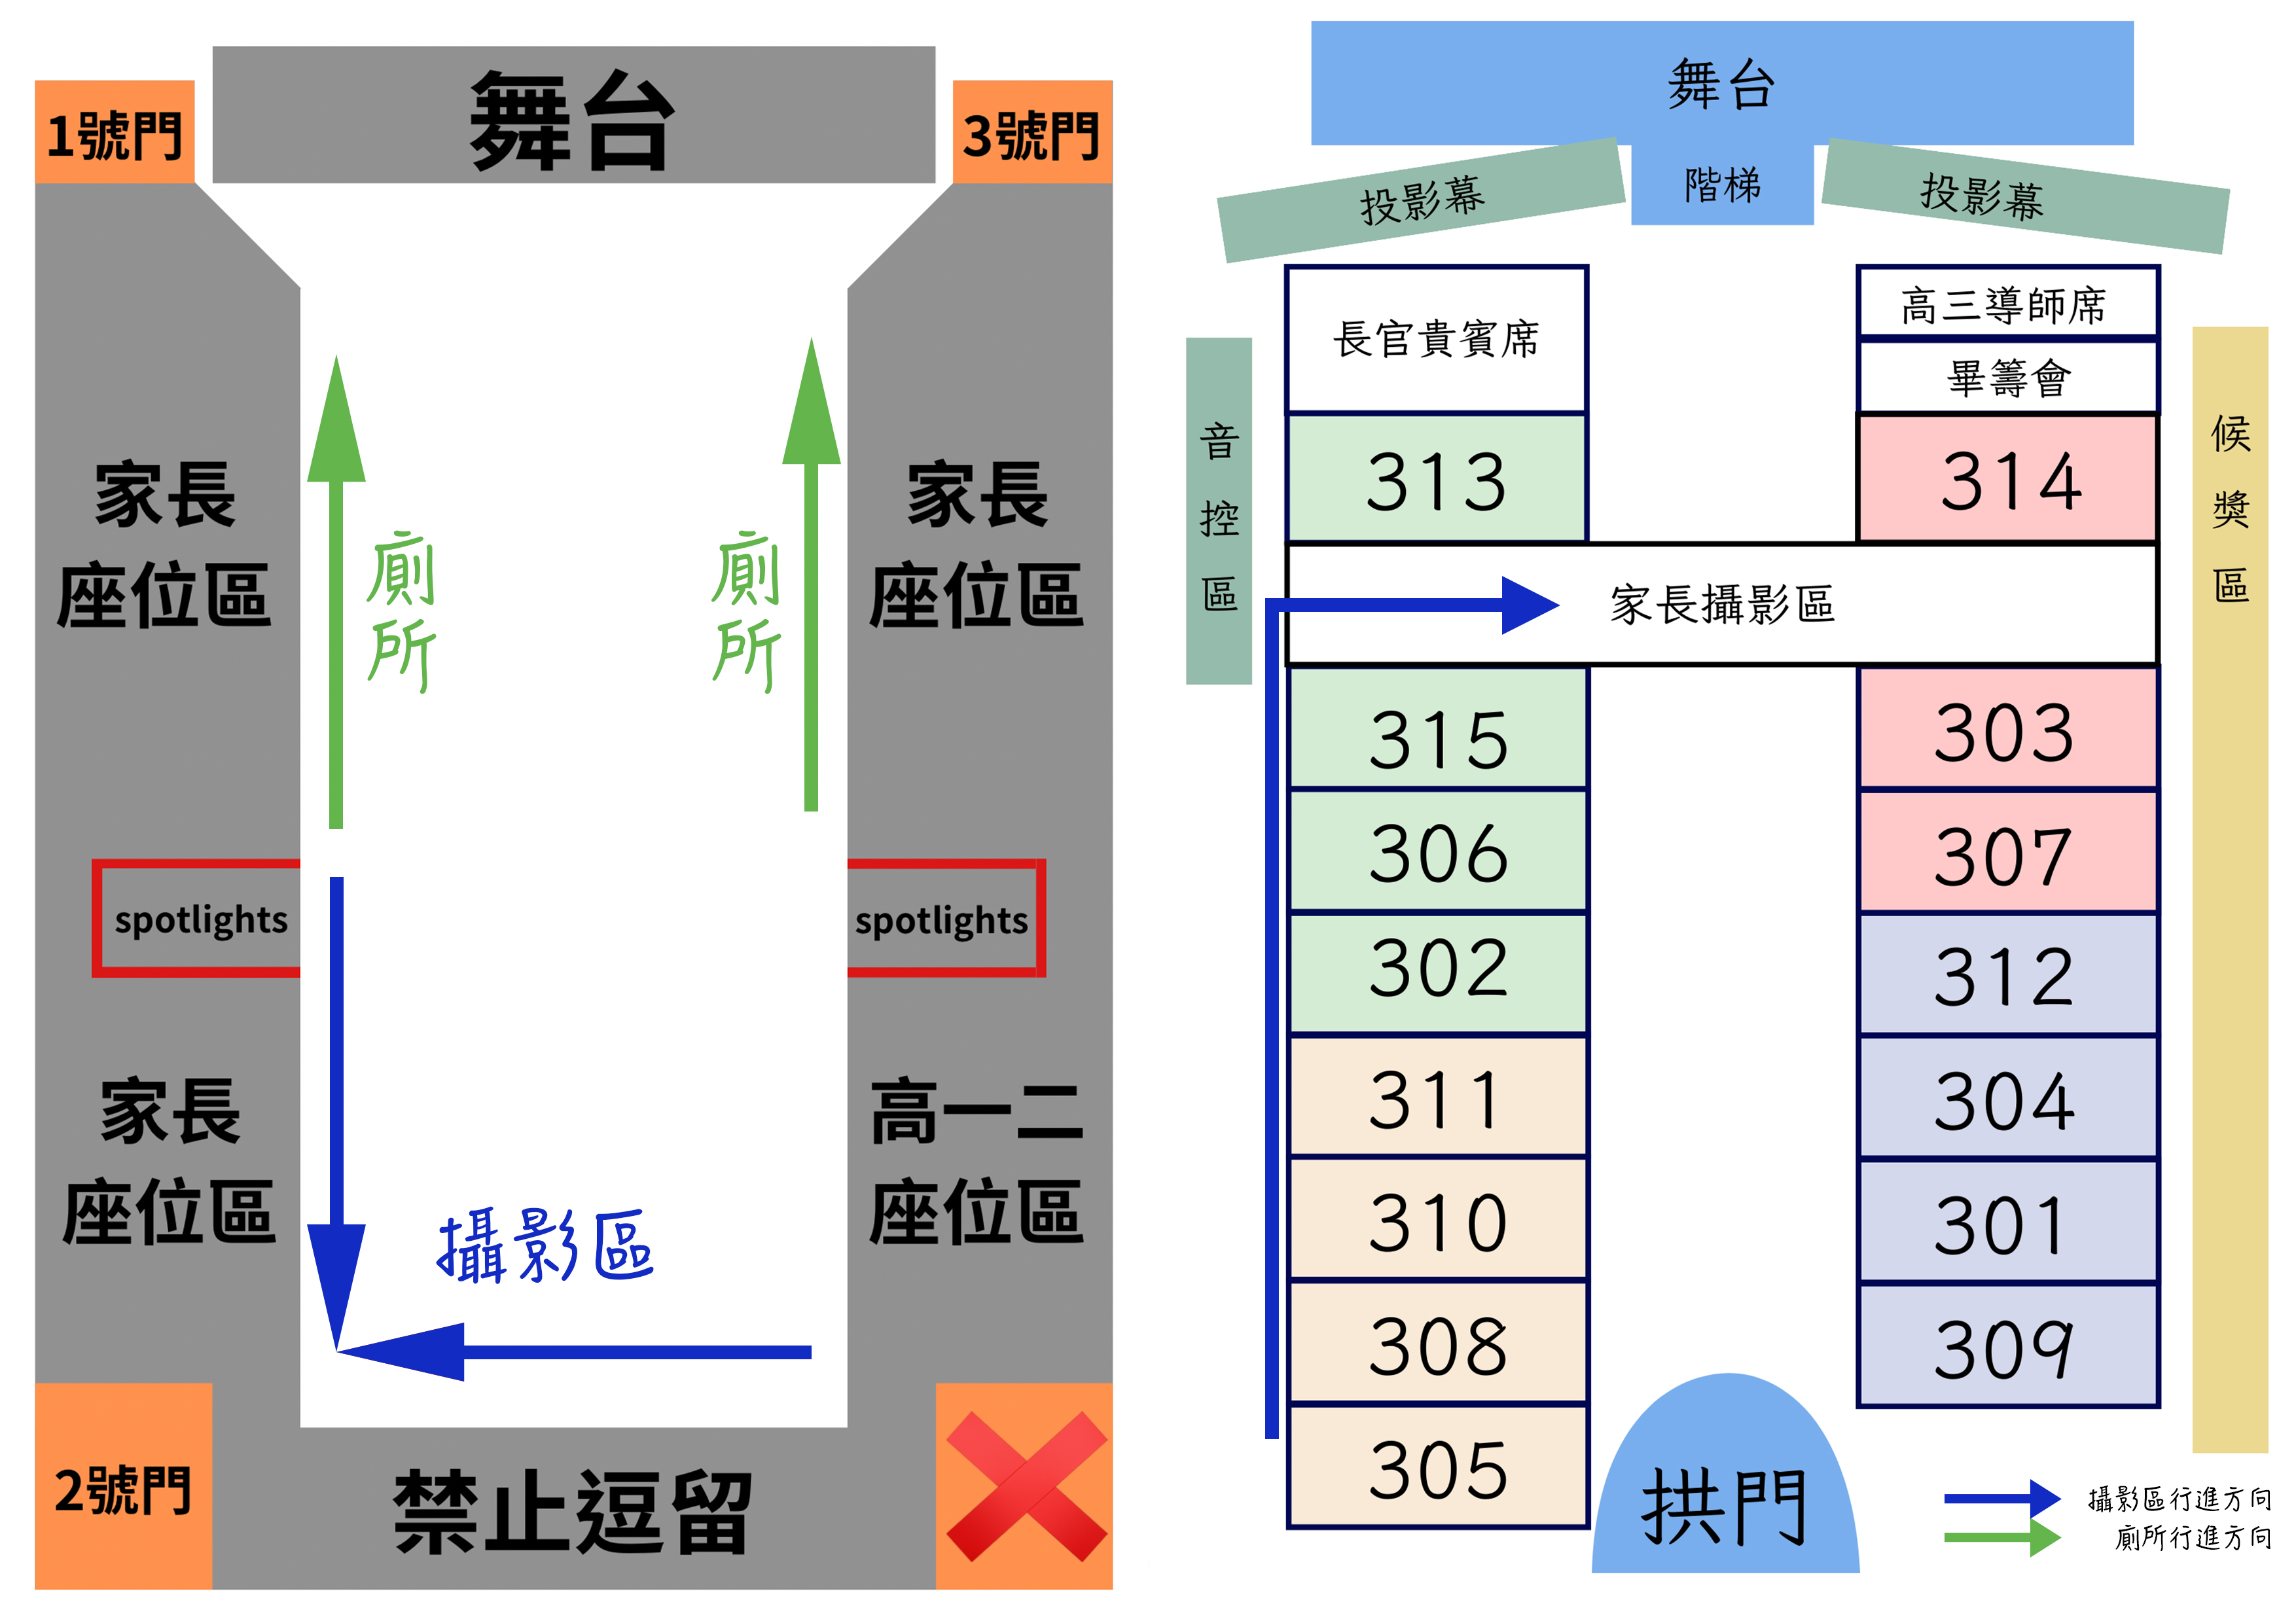 舞台
1號門
3號門
家長
座位區
家長
座位區
廁所
廁所
spotlights
spotlights
家長
座位區
高一二
座位區
攝影區
2號門
禁止逗留
舞台
階梯
投影幕
投影幕
長官貴賓席
高三導師席
畢籌會
音控區
候獎區
313
314
家長攝影區
315
303
306
307
302
312
311
304
310
301
308
309
305
拱門
攝影區行進方向
廁所行進方向